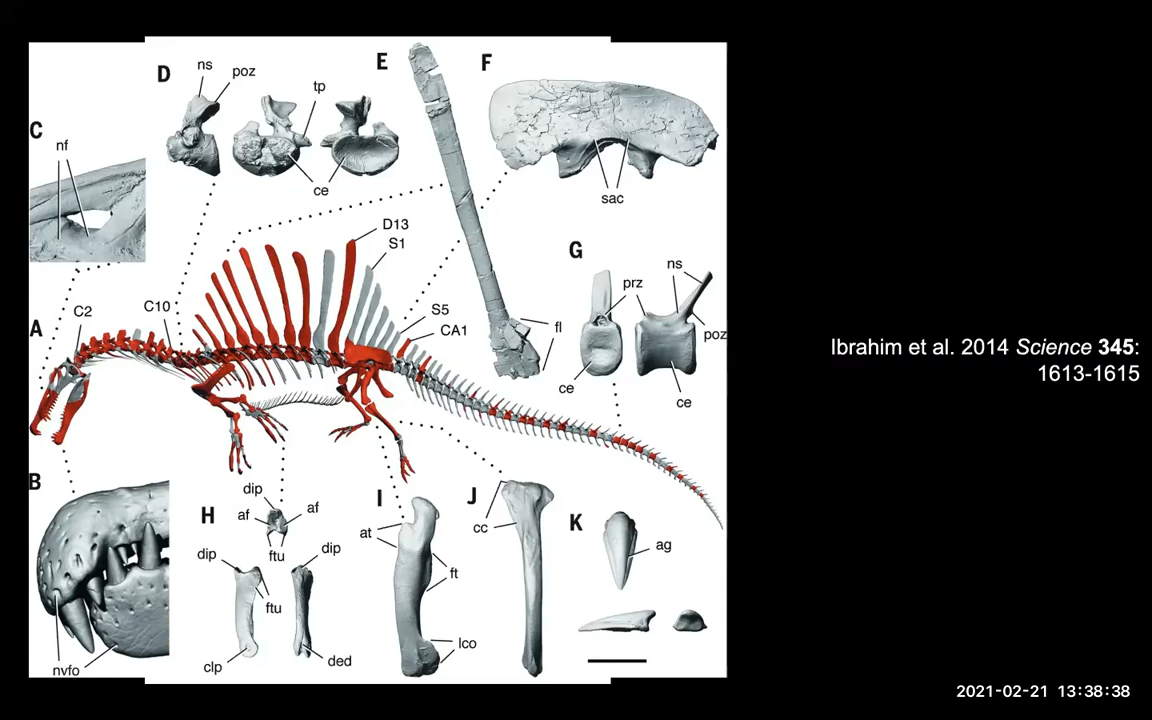 D
ns
poz
tp
ce
E
F
sac
C
nf
D13
S1
G
ns
prz
poz
ce
ce
fl
A
C2
C10
S5
CA1
Ibrahim et al. 2014 Science 345:
1613-1615
B
nvfo
H
dip
af
af
ftu
dip
dip
ftu
clp
ded
I
at
ft
lco
J
cc
K
ag
2021-02-21 13:38:38